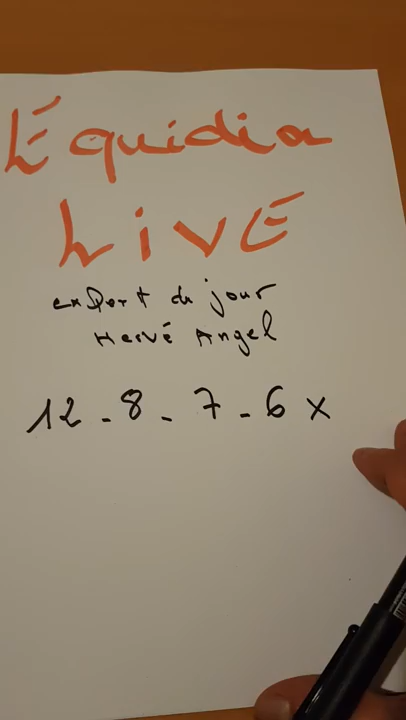 Équidia
LiVE
expert du jour
Hervé Angel
12 - 8 - 7 - 6 x